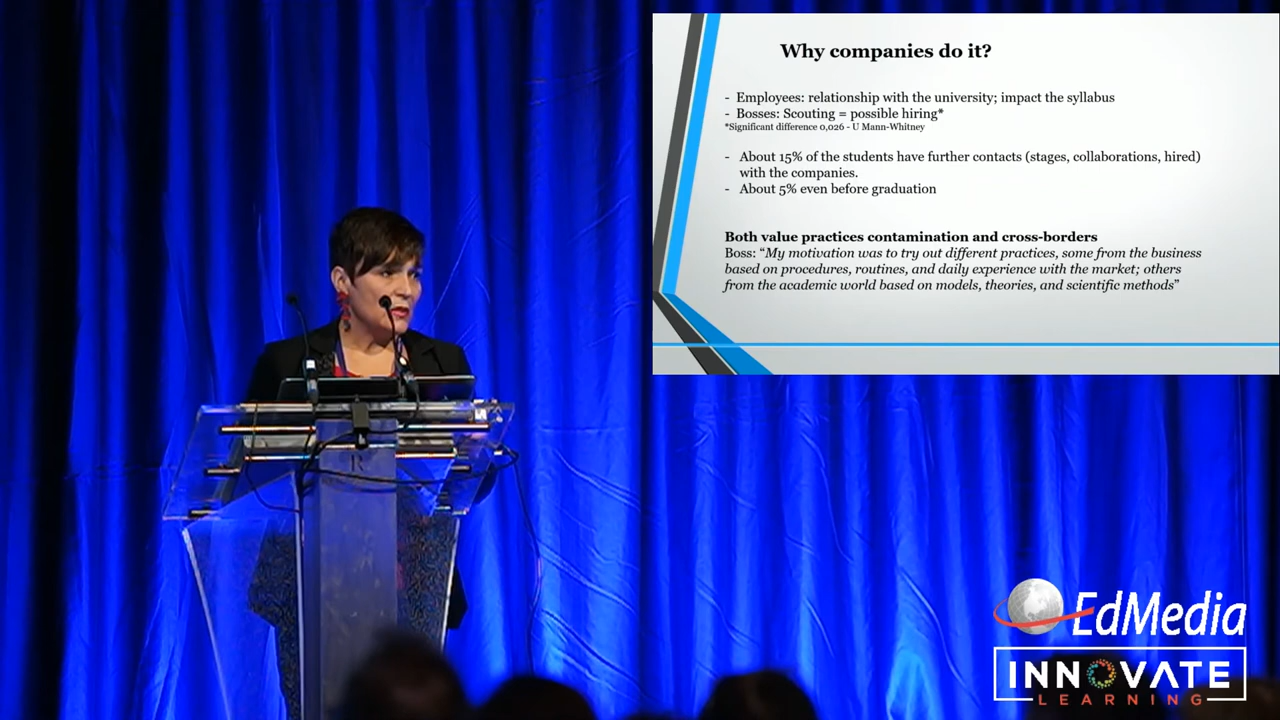 Why companies do it?
- Employees: relationship with the university; impact the syllabus
- Bosses: Scouting = possible hiring*
*Significant difference 0,026 - U Mann-Whitney
- About 15% of the students have further contacts (stages, collaborations, hired)
with the companies.
- About 5% even before graduation
Both value practices contamination and cross-borders
Boss: “My motivation was to try out different practices, some from the business
based on procedures, routines, and daily experience with the market; others
from the academic world based on models, theories, and scientific methods”
R
EdMedia
INNOVATE
LEARNING